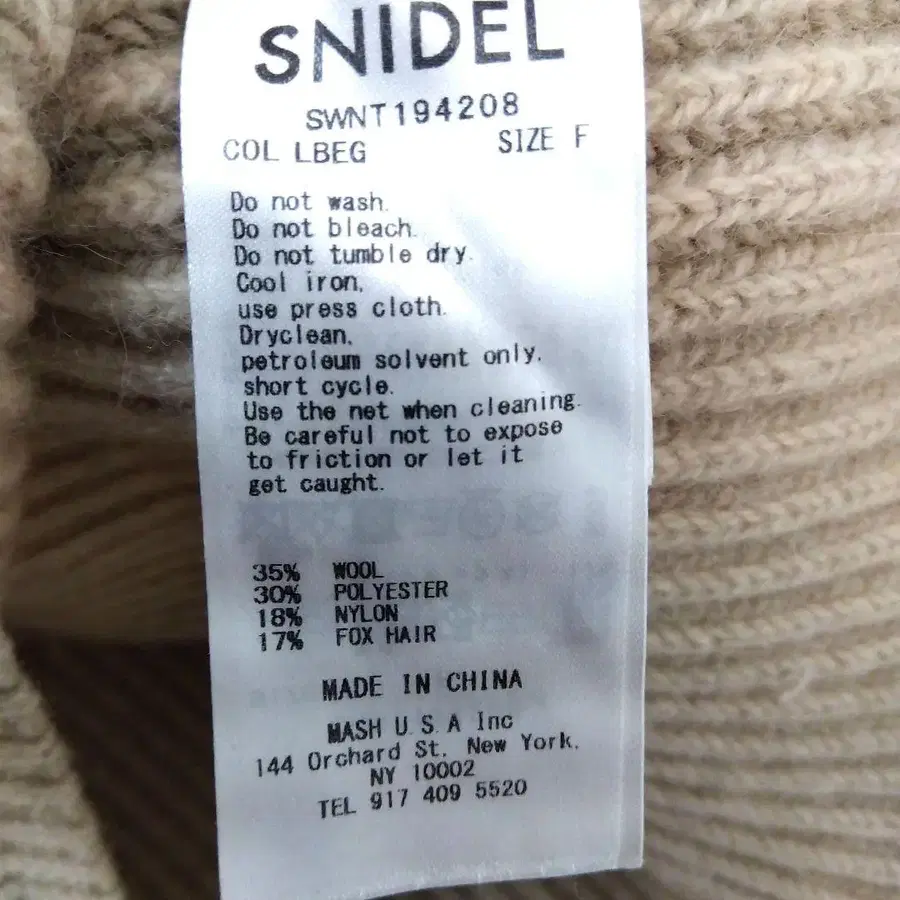 SNIDEL
SWNT194208
COL LBEG SIZE F
Do not wash.
Do not bleach.
Do not tumble dry.
Cool iron,
use press cloth.
Dryclean,
petroleum solvent only.
short cycle.
Use the net when cleaning.
Be careful not to expose
to friction or let it
get caught.
35% WOOL
30% POLYESTER
18% NYLON
17% FOX HAIR
MADE IN CHINA
MASH U.S.A Inc
144 Orchard St. New York,
NY 10002
TEL 917 409 5520